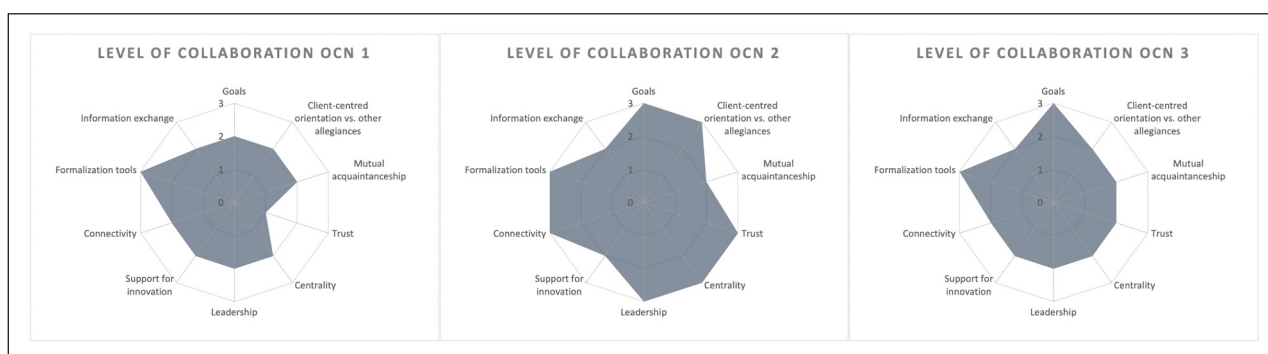 LEVEL OF COLLABORATION OCN 1
Goals
3
2
1
0
Client-centred
orientation vs. other
allegiances
Mutual
acquaintanceship
Trust
Centrality
Leadership
Support for
innovation
Connectivity
Formalization tools
Information exchange
LEVEL OF COLLABORATION OCN 2
Goals
3
2
1
0
Client-centred
orientation vs. other
allegiances
Mutual
acquaintanceship
Trust
Centrality
Leadership
Support for
innovation
Connectivity
Formalization tools
Information exchange
LEVEL OF COLLABORATION OCN 3
Goals
3
2
1
0
Client-centred
orientation vs. other
allegiances
Mutual
acquaintanceship
Trust
Centrality
Leadership
Support for
innovation
Connectivity
Formalization tools
Information exchange